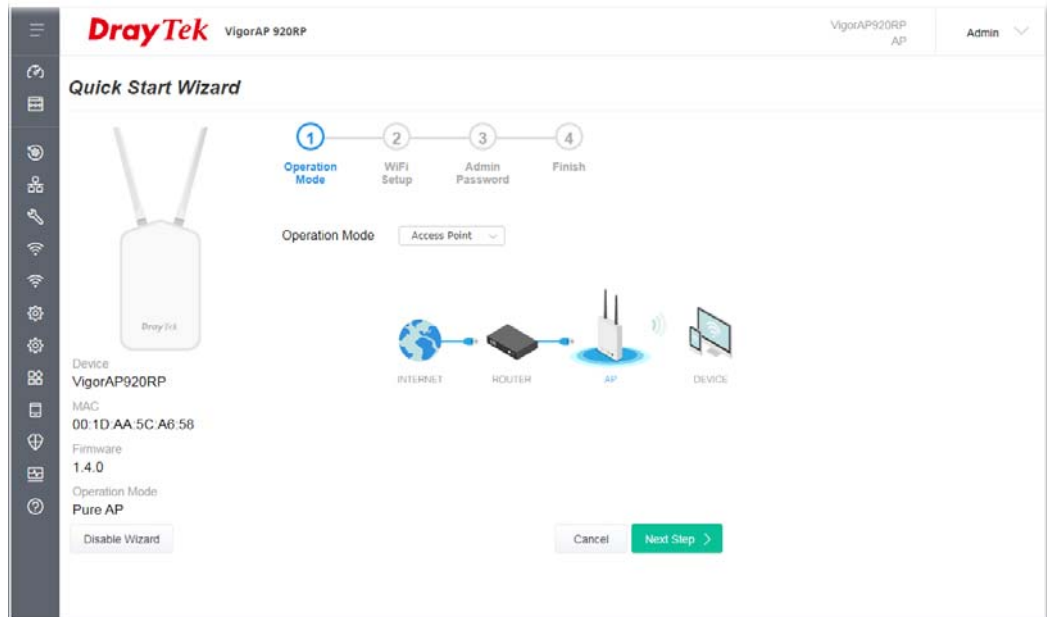 DrayTek VigorAP 920RP
VigorAP920RP
AP
Admin
Quick Start Wizard
1 2 3 4
Operation Mode
WiFi Setup
Admin Password
Finish
Operation Mode Access Point
DrayTek
INTERNET ROUTER AP DEVICE
Device
VigorAP920RP
MAC
00:1D:AA:5C:A6:58
Firmware
1.4.0
Operation Mode
Pure AP
Disable Wizard Cancel Next Step